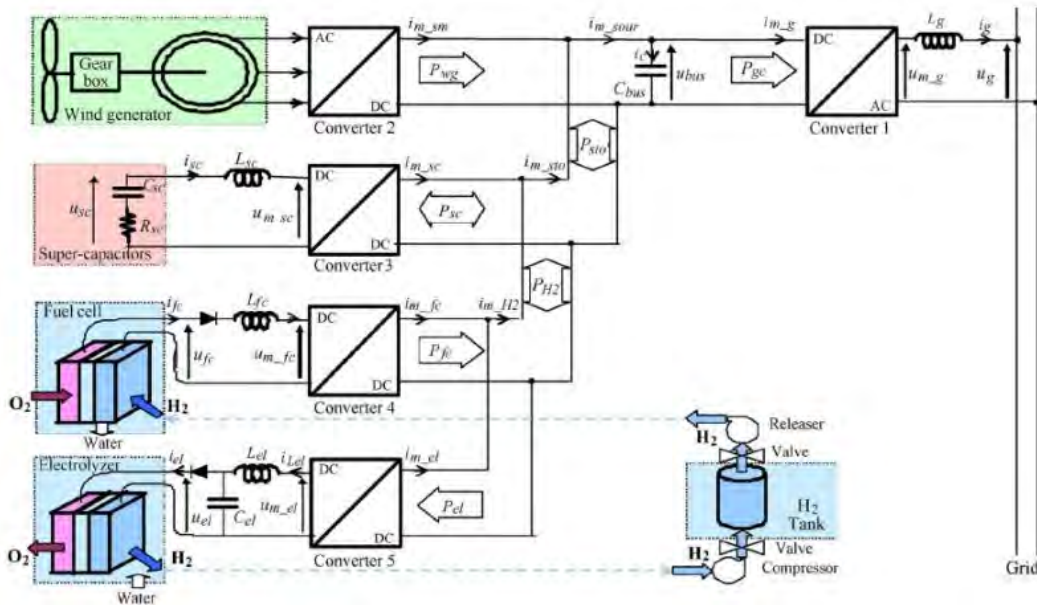 i_m_sm
i_m_sour
i_m_g
L_g
i_g
AC
DC
Gear
box
P_wg
i_c
C_bus
u_bus
P_gc
DC
AC
u_m_g
u_g
Wind generator
Converter 2
Converter 1
i_sc
L_sc
i_m_sc
i_m_sto
P_sto
DC
DC
C_sc
u_sc
R_sc
u_m_sc
P_sc
Super-capacitors
Converter 3
P_H2
Fuel cell
i_fc
L_fc
i_m_fc
i_m_H2
DC
DC
u_fc
u_m_fc
P_fc
O2
H2
Water
Converter 4
H2
Releaser
Valve
Electrolyzer
i_el
L_el
i_Lel
i_m_el
DC
DC
u_el
C_el
u_m_el
P_el
H2
Tank
O2
H2
Water
Converter 5
H2
Valve
Compressor
Grid